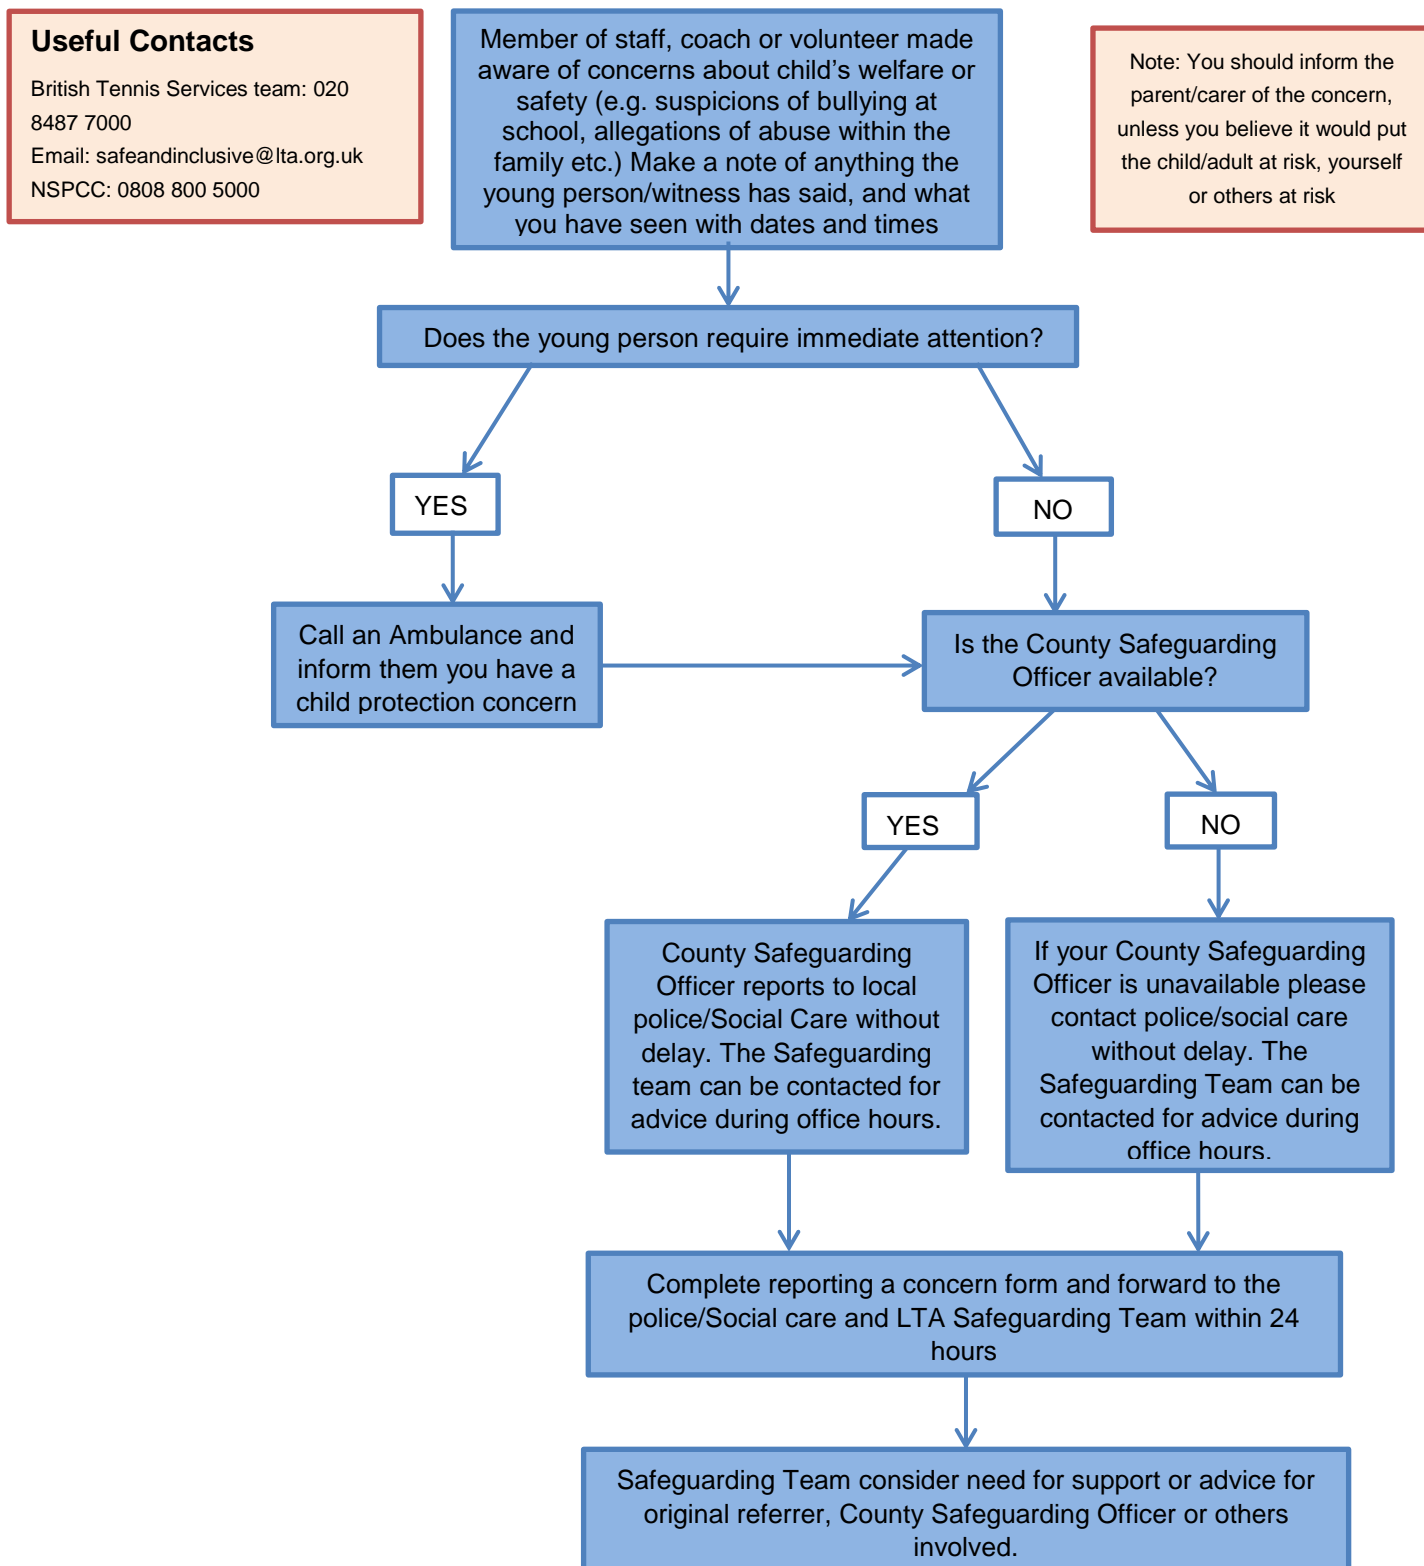 Useful Contacts
British Tennis Services team: 020
8487 7000
Email: safeandinclusive@lta.org.uk
NSPCC: 0808 800 5000
Member of staff, coach or volunteer made
aware of concerns about child’s welfare or
safety (e.g. suspicions of bullying at
school, allegations of abuse within the
family etc.) Make a note of anything the
young person/witness has said, and what
you have seen with dates and times
Note: You should inform the
parent/carer of the concern,
unless you believe it would put
the child/adult at risk, yourself
or others at risk
Does the young person require immediate attention?
YES
NO
Call an Ambulance and
inform them you have a
child protection concern
Is the County Safeguarding
Officer available?
YES
NO
County Safeguarding
Officer reports to local
police/Social Care without
delay. The Safeguarding
team can be contacted for
advice during office hours.
If your County Safeguarding
Officer is unavailable please
contact police/social care
without delay. The
Safeguarding Team can be
contacted for advice during
office hours.
Complete reporting a concern form and forward to the
police/Social care and LTA Safeguarding Team within 24
hours
Safeguarding Team consider need for support or advice for
original referrer, County Safeguarding Officer or others
involved.